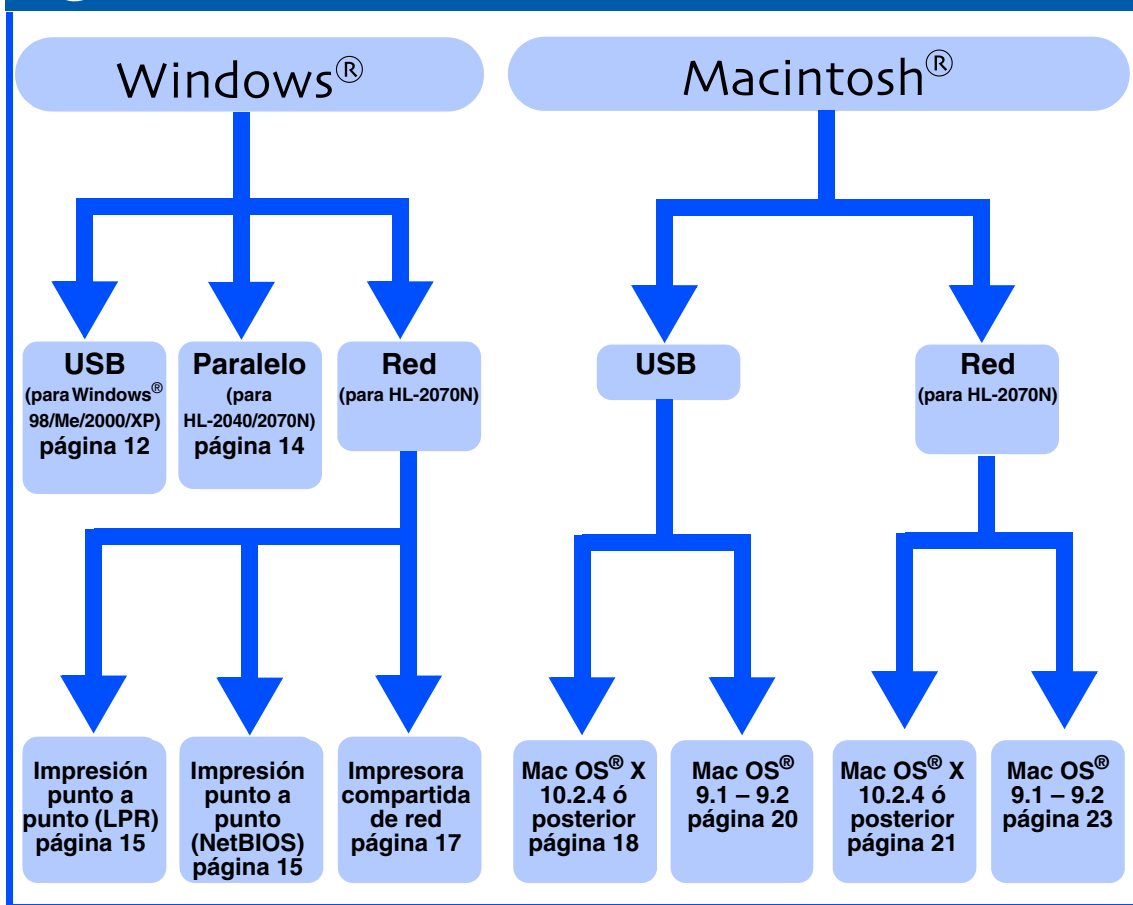 Windows®
Macintosh®
USB
(para Windows®
98/Me/2000/XP)
página 12
Paralelo
(para
HL-2040/2070N)
página 14
Red
(para HL-2070N)
USB
Red
(para HL-2070N)
Impresión
punto a
punto (LPR)
página 15
Impresión
punto a
punto
(NetBIOS)
página 15
Impresora
compartida
de red
página 17
Mac OS® X
10.2.4 ó
posterior
página 18
Mac OS®
9.1 – 9.2
página 20
Mac OS® X
10.2.4 ó
posterior
página 21
Mac OS®
9.1 – 9.2
página 23